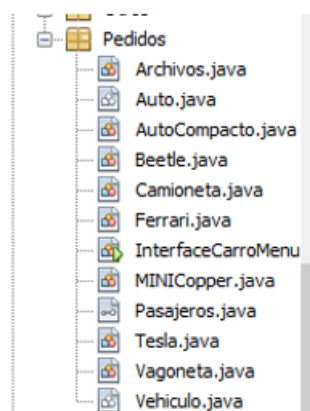 Pedidos
Archivos.java
Auto.java
AutoCompacto.java
Beetle.java
Camioneta.java
Ferrari.java
InterfaceCarroMenu
MINICopper.java
Pasajeros.java
Tesla.java
Vagoneta.java
Vehiculo.java